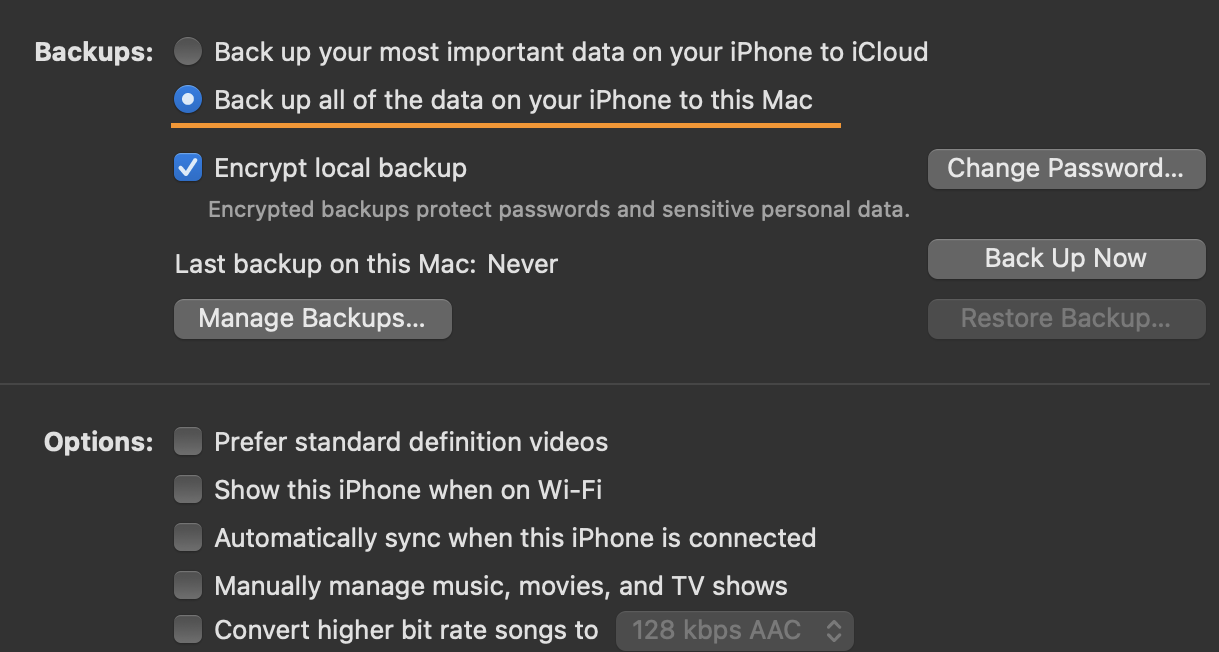 Backups: Back up your most important data on your iPhone to iCloud
Back up all of the data on your iPhone to this Mac
Encrypt local backup Change Password...
Encrypted backups protect passwords and sensitive personal data.
Last backup on this Mac: Never Back Up Now
Manage Backups... Restore Backup...
Options: Prefer standard definition videos
Show this iPhone when on Wi-Fi
Automatically sync when this iPhone is connected
Manually manage music, movies, and TV shows
Convert higher bit rate songs to 128 kbps AAC